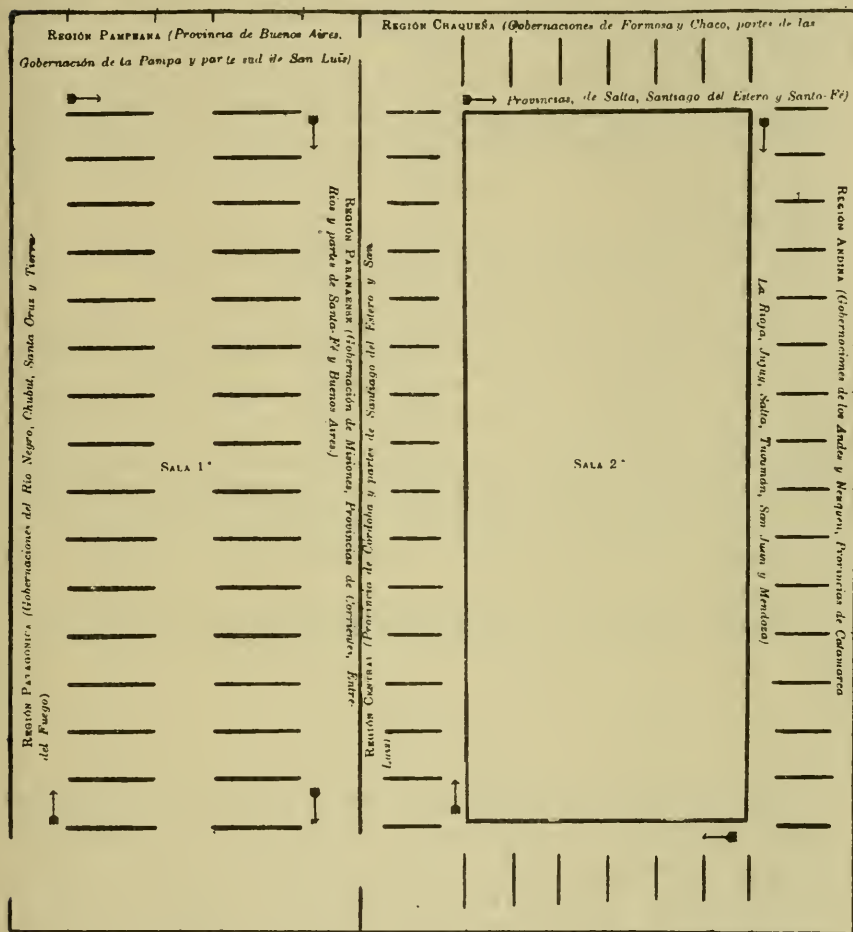 REGIÓN PAMPEANA (Provincia de Buenos Aires,
Gobernación de la Pampa y parte sud de San Luis)
REGIÓN CHAQUEÑA (Gobernaciones de Formosa y Chaco, partes de las
Provincias, de Salta, Santiago del Estero y Santa-Fé)
REGIÓN PATAGÓNICA (Gobernaciones del Río Negro, Chubut, Santa Cruz y Tierra
del Fuego)
SALA 1ª
REGIÓN PARANAENSE (Gobernación de Misiones, Provincias de Corrientes, Entre-
Rios y partes de Santa-Fé y Buenos Aires)
REGIÓN CENTRAL (Provincia de Córdoba y partes de Santiago del Estero y San
Luis)
SALA 2ª
REGIÓN ANDINA (Gobernaciones de los Andes y Neuquen, Provincias de Catamarca
La Rioja, Jujuy, Salta, Tucumán, San Juan y Mendoza)